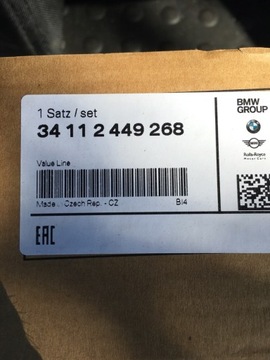 1 Satz / set
34 11 2 449 268
Value Line
Made . Czech Rep. - CZ BI4
EAC
BMW
GROUP
Rolls-Royce
Motor Cars